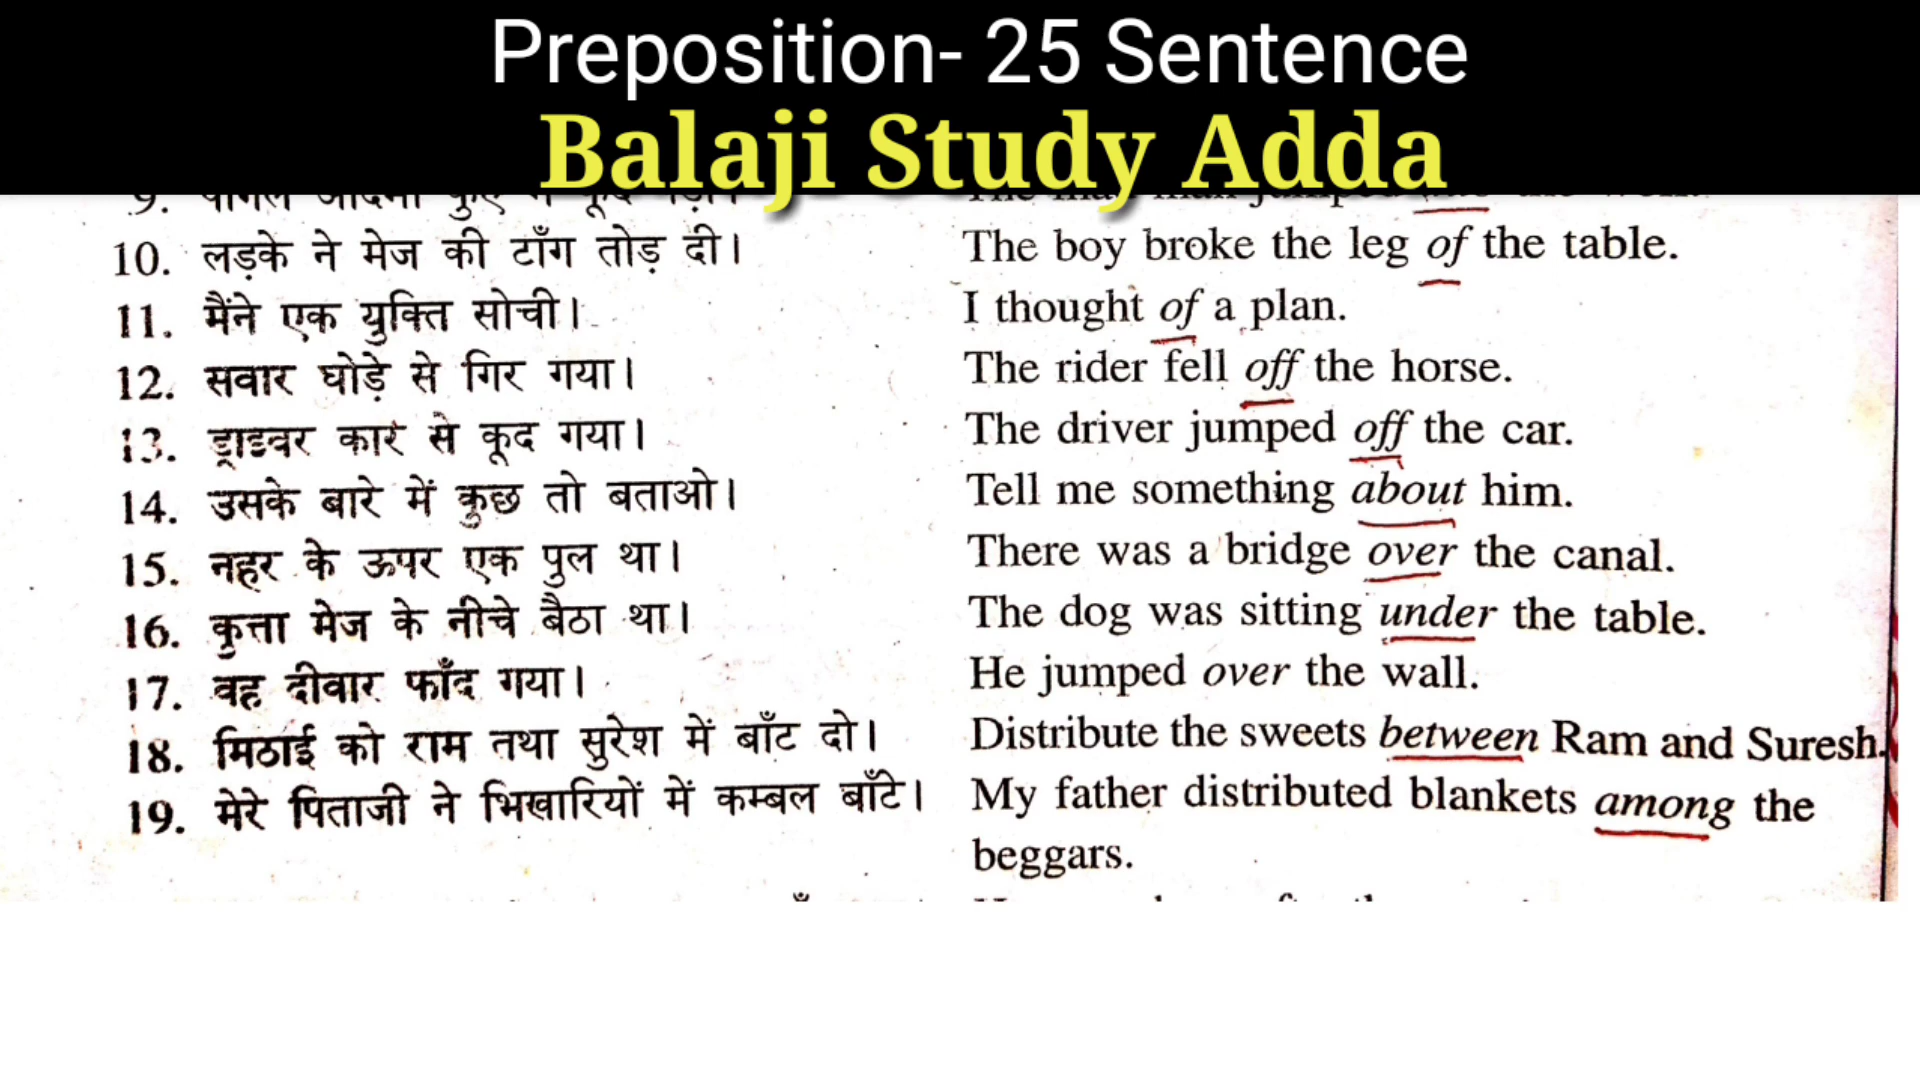 Preposition- 25 Sentence
Balaji Study Adda
10. लड़के ने मेज की टाँग तोड़ दी। The boy broke the leg of the table.
11. मैंने एक युक्ति सोची। I thought of a plan.
12. सवार घोड़े से गिर गया। The rider fell off the horse.
13. ड्राइवर कार से कूद गया। The driver jumped off the car.
14. उसके बारे में कुछ तो बताओ। Tell me something about him.
15. नहर के ऊपर एक पुल था। There was a bridge over the canal.
16. कुत्ता मेज के नीचे बैठा था। The dog was sitting under the table.
17. वह दीवार फाँद गया। He jumped over the wall.
18. मिठाई को राम तथा सुरेश में बाँट दो। Distribute the sweets between Ram and Suresh.
19. मेरे पिताजी ने भिखारियों में कम्बल बाँटे। My father distributed blankets among the
beggars.